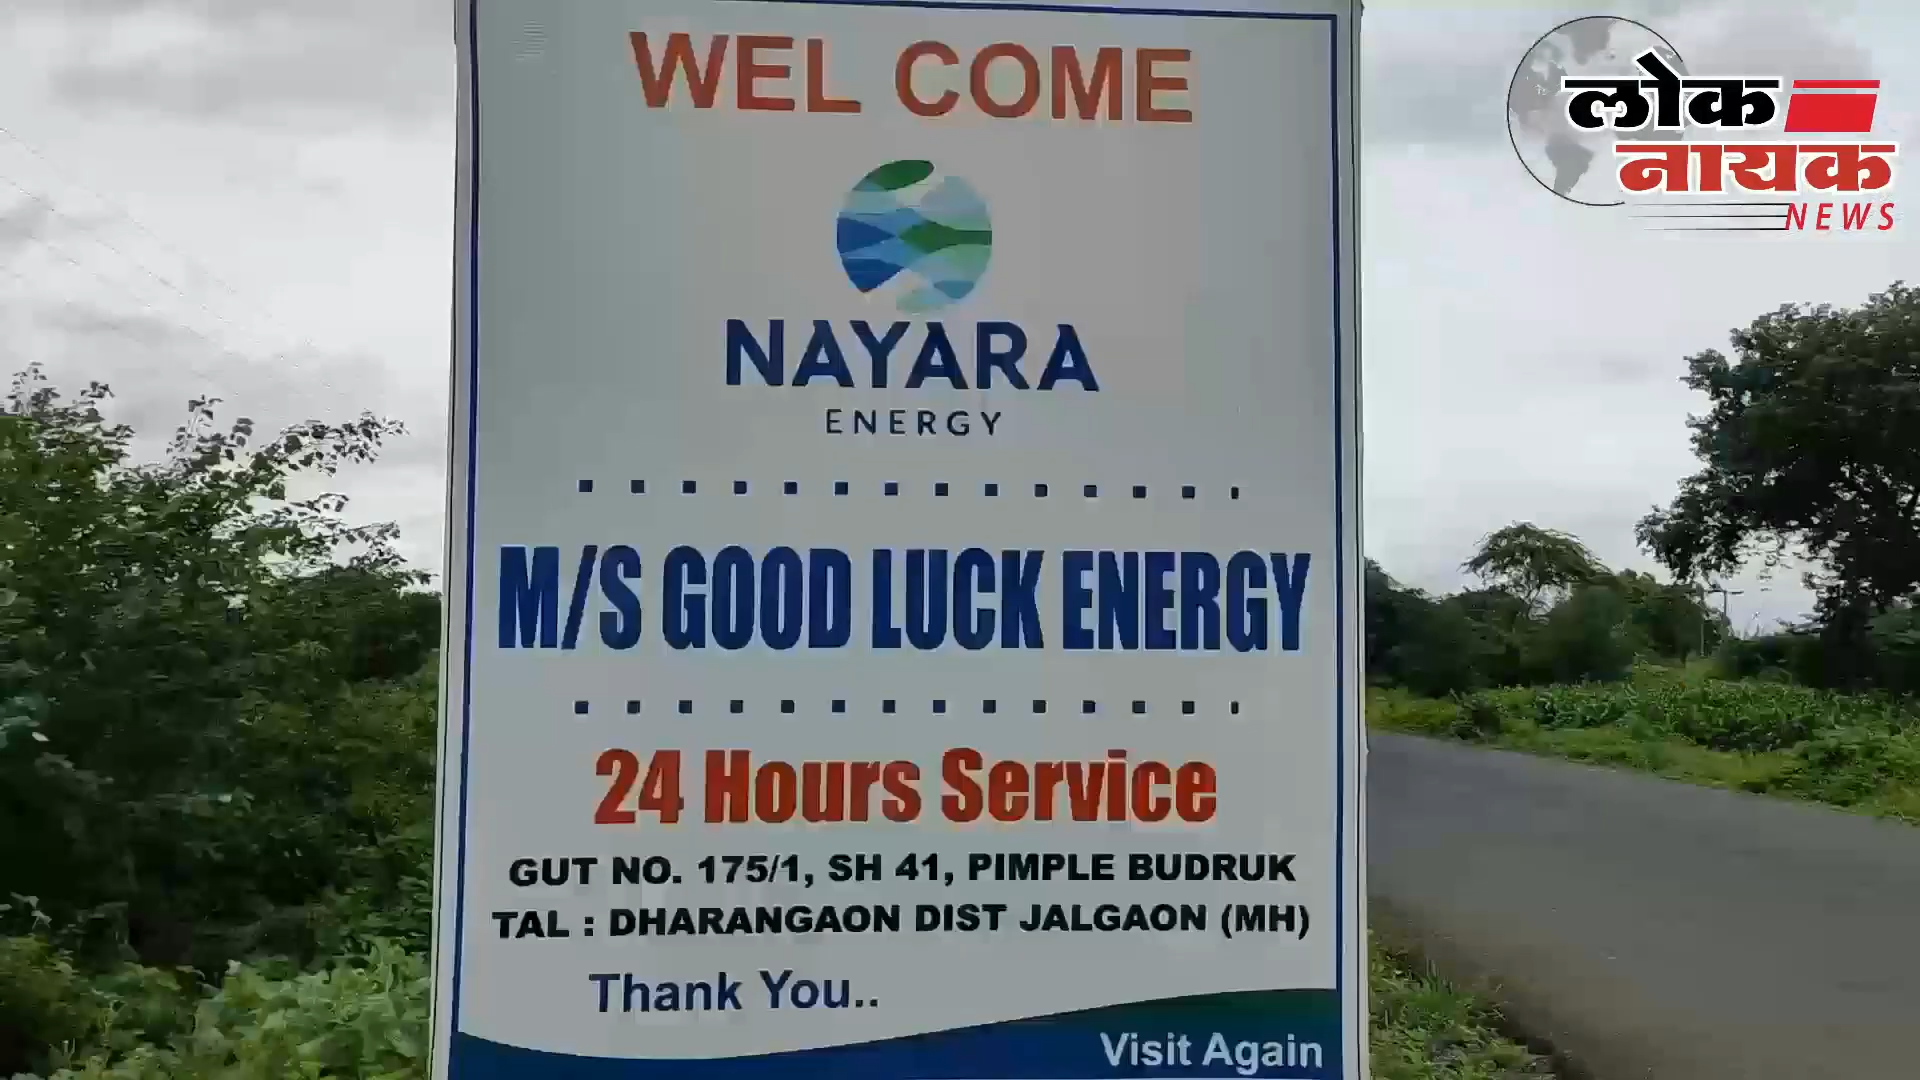 WEL COME
NAYARA
ENERGY
M/S GOOD LUCK ENERGY
24 Hours Service
GUT NO. 175/1, SH 41, PIMPLE BUDRUK
TAL : DHARANGAON DIST JALGAON (MH)
Thank You..
Visit Again
लोक
नायक
NEWS